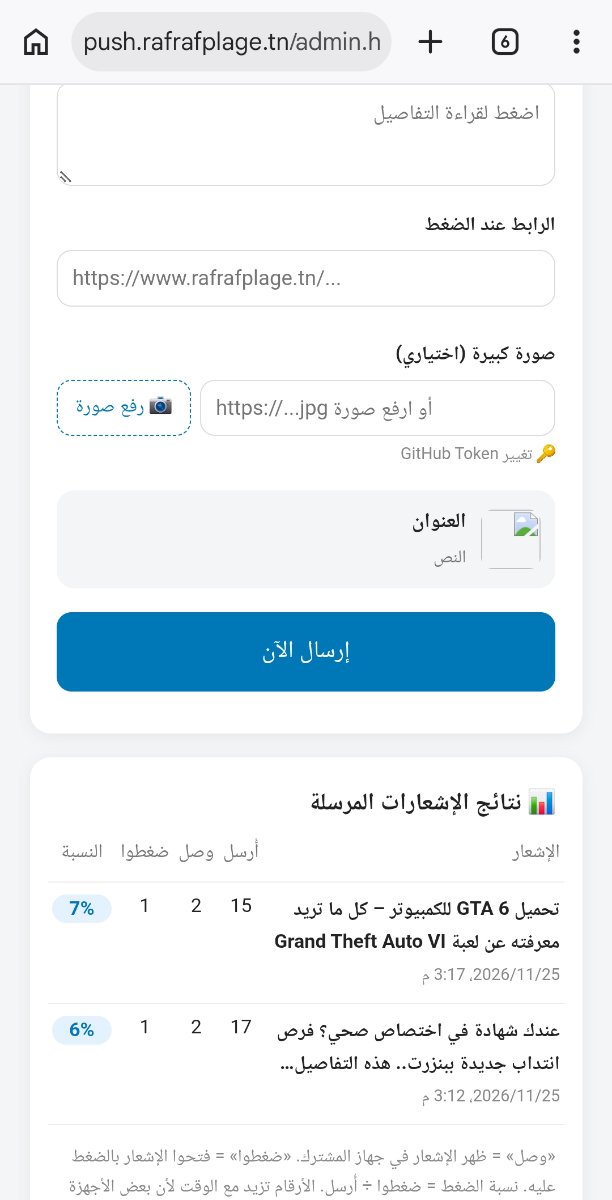 push.rafrafplage.tn/admin.h
6
اضغط لقراءة التفاصيل
الرابط عند الضغط
https://www.rafrafplage.tn/...
صورة كبيرة (اختياري)
https://...jpg أو ارفع صورة
📷 رفع صورة
🔑 تغيير GitHub Token
العنوان
النص
إرسال الآن
📊 نتائج الإشعارات المرسلة
الإشعار أُرسل وصل ضغطوا النسبة
تحميل GTA 6 للكمبيوتر – كل ما تريد 15 2 1 7%
معرفته عن لعبة Grand Theft Auto VI
2026/11/25، 3:17 م
عندك شهادة في اختصاص صحي؟ فرص 17 2 1 6%
انتداب جديدة ببنزرت.. هذه التفاصيل...
2026/11/25، 3:12 م
«وصل» = ظهر الإشعار في جهاز المشترك. «ضغطوا» = فتحوا الإشعار بالضغط
عليه. نسبة الضغط = ضغطوا ÷ أُرسل. الأرقام تزيد مع الوقت لأن بعض الأجهزة